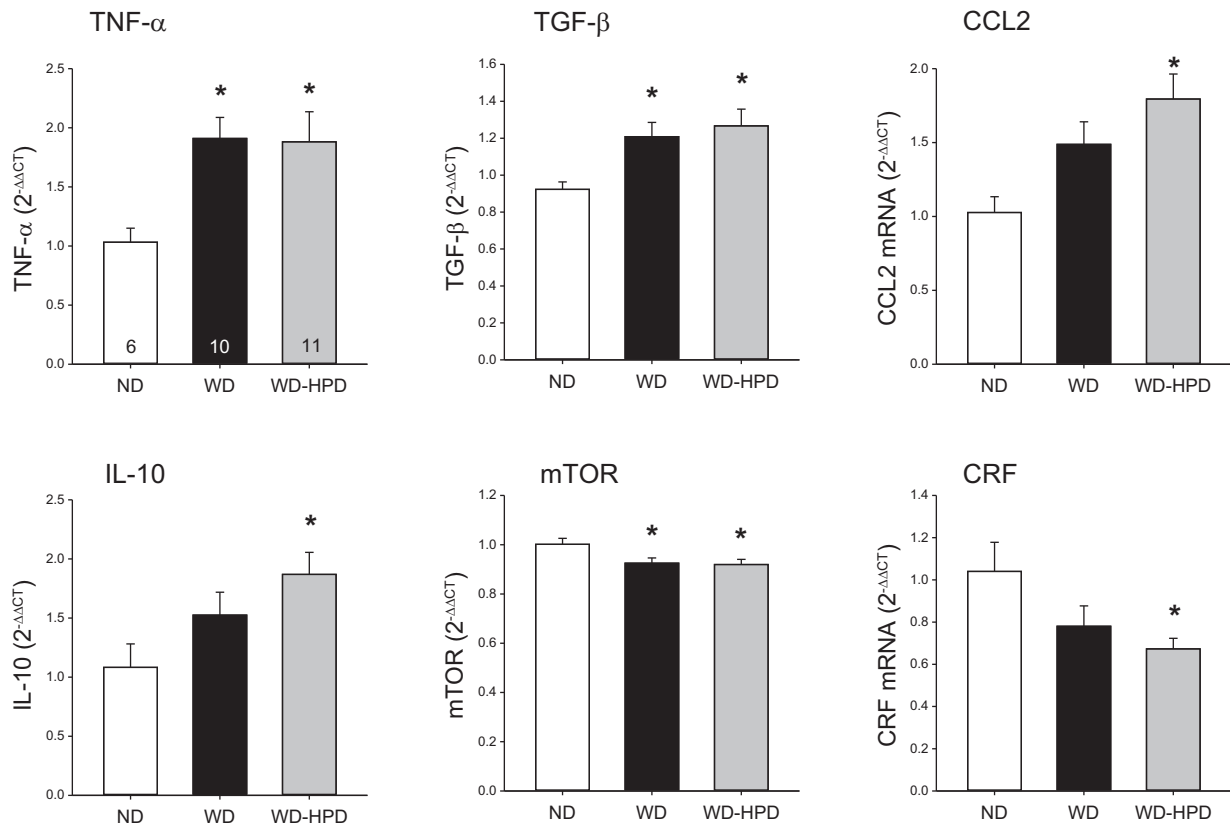 TNF-α
TNF-α (2-ΔΔCT)
2.5
2.0
1.5
1.0
0.5
0.0
*
*
6
10
11
ND
WD
WD-HPD
TGF-β
TGF-β (2-ΔΔCT)
1.6
1.4
1.2
1.0
0.8
0.6
0.4
0.2
0.0
*
*
ND
WD
WD-HPD
CCL2
CCL2 mRNA (2-ΔΔCT)
2.0
1.5
1.0
0.5
0.0
*
ND
WD
WD-HPD
IL-10
IL-10 (2-ΔΔCT)
2.5
2.0
1.5
1.0
0.5
0.0
*
ND
WD
WD-HPD
mTOR
mTOR (2-ΔΔCT)
1.2
1.0
0.8
0.6
0.4
0.2
0.0
*
*
ND
WD
WD-HPD
CRF
CRF mRNA (2-ΔΔCT)
1.4
1.2
1.0
0.8
0.6
0.4
0.2
0.0
*
ND
WD
WD-HPD